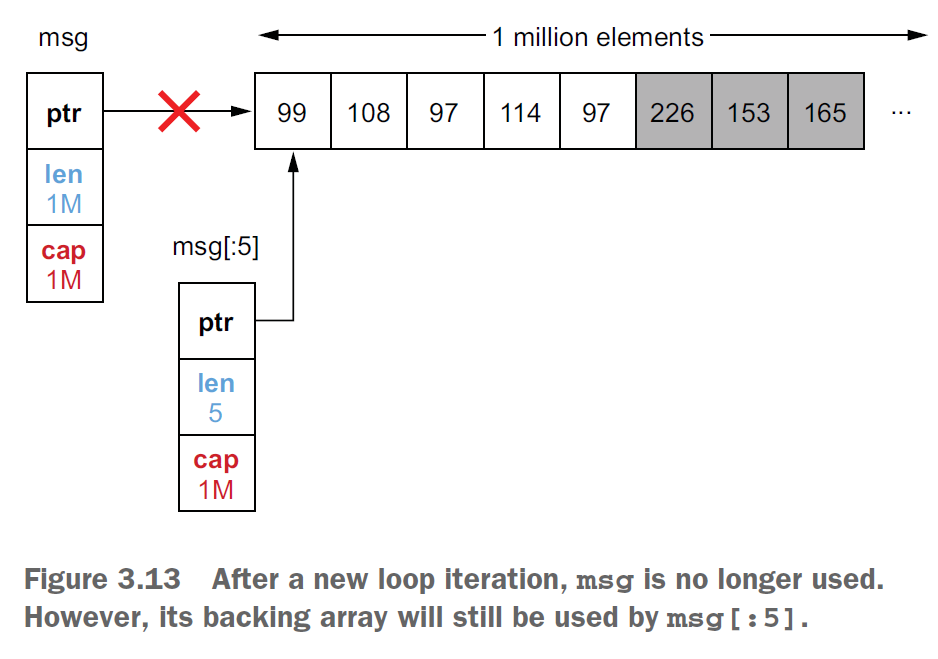 msg
1 million elements
ptr
99 108 97 114 97 226 153 165 ...
len
1M
cap
1M
msg[:5]
ptr
len
5
cap
1M
Figure 3.13 After a new loop iteration, msg is no longer used.
However, its backing array will still be used by msg[:5].